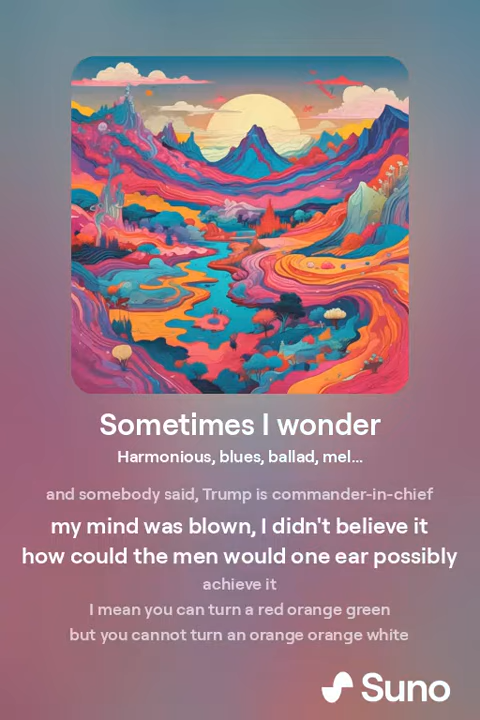 Sometimes I wonder
Harmonious, blues, ballad, mel...
and somebody said, Trump is commander-in-chief
my mind was blown, I didn't believe it
how could the men would one ear possibly
achieve it
I mean you can turn a red orange green
but you cannot turn an orange orange white
Suno